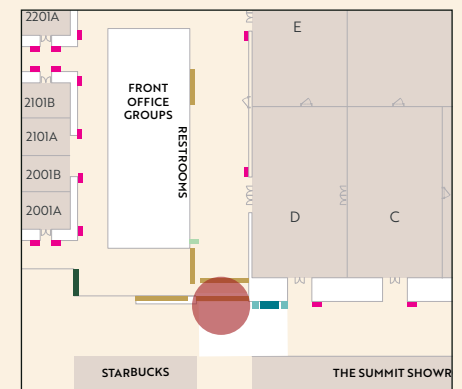 2201A
E
FRONT
OFFICE
GROUPS
2101B
RESTROOMS
2101A
2001B
2001A
D
C
STARBUCKS
THE SUMMIT SHOWR